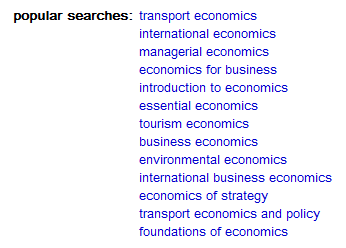 popular searches: transport economics
international economics
managerial economics
economics for business
introduction to economics
essential economics
tourism economics
business economics
environmental economics
international business economics
economics of strategy
transport economics and policy
foundations of economics